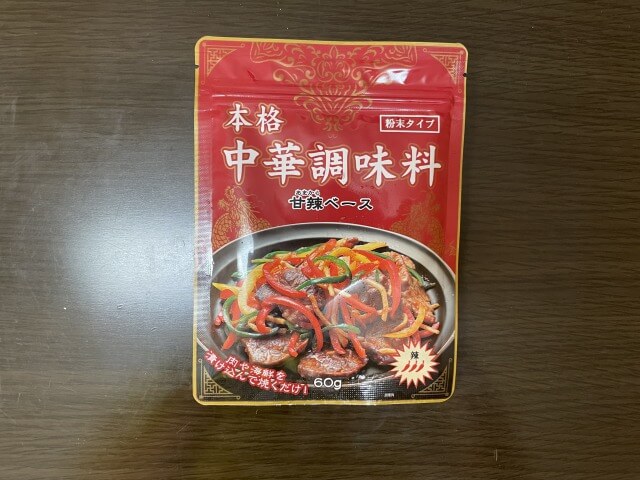 本格
粉末タイプ
中華調味料
あまから
甘辣ベース
辣
肉や海鮮を
漬け込んで焼くだけ!
60g